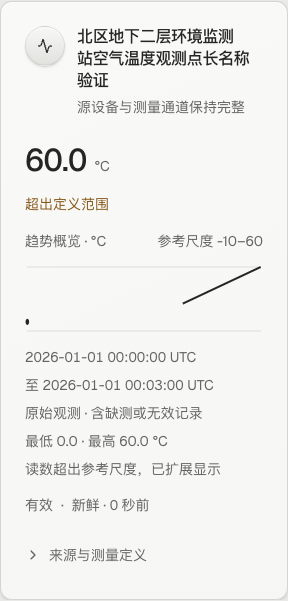 北区地下二层环境监测
站空气温度观测点长名称
验证
源设备与测量通道保持完整
60.0 °C
超出定义范围
趋势概览 · °C 参考尺度 -10–60
2026-01-01 00:00:00 UTC
至 2026-01-01 00:03:00 UTC
原始观测 · 含缺测或无效记录
最低 0.0 · 最高 60.0 °C
读数超出参考尺度，已扩展显示
有效 · 新鲜 · 0 秒前
来源与测量定义